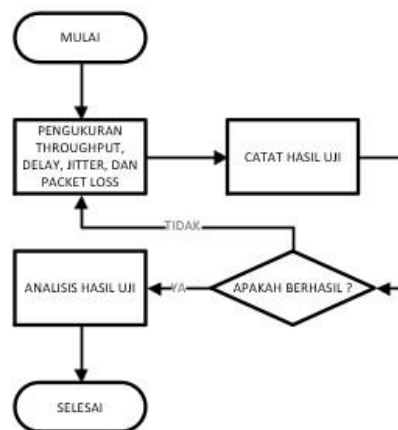 MULAI
PENGUKURAN
THROUGHPUT,
DELAY, JITTER, DAN
PACKET LOSS
CATAT HASIL UJI
TIDAK
ANALISIS HASIL UJI
YA
APAKAH BERHASIL ?
SELESAI